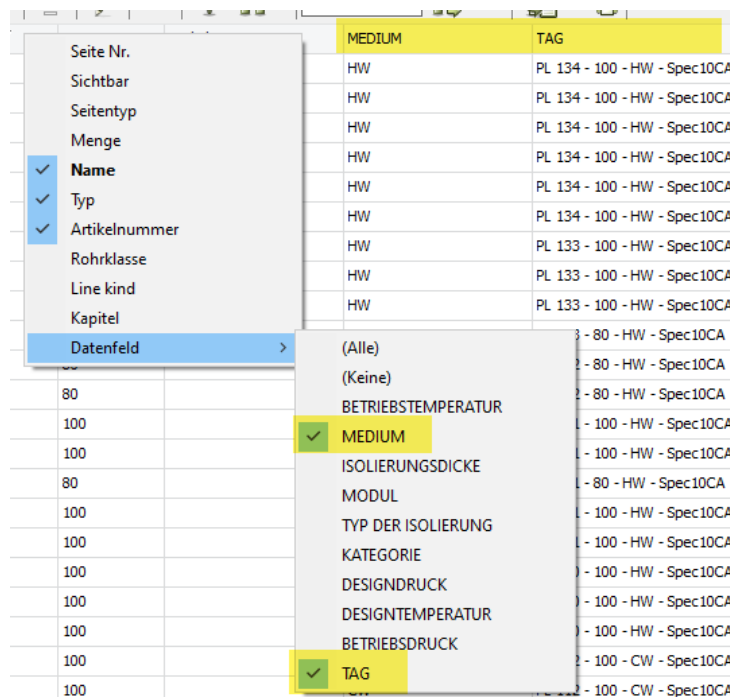 MEDIUM TAG
Seite Nr.
HW PL 134 - 100 - HW - Spec10CA
Sichtbar
HW PL 134 - 100 - HW - Spec10CA
Seitentyp
HW PL 134 - 100 - HW - Spec10CA
Menge
HW PL 134 - 100 - HW - Spec10CA
Name
HW PL 134 - 100 - HW - Spec10CA
Typ
HW PL 134 - 100 - HW - Spec10CA
Artikelnummer
HW PL 133 - 100 - HW - Spec10CA
Rohrklasse
HW PL 133 - 100 - HW - Spec10CA
Line kind
HW PL 133 - 100 - HW - Spec10CA
Kapitel
- 80 - HW - Spec10CA
Datenfeld
(Alle)
- 80 - HW - Spec10CA
(Keine)
80 - 80 - HW - Spec10CA
BETRIEBSTEMPERATUR
100 - 100 - HW - Spec10CA
MEDIUM
100 - 100 - HW - Spec10CA
ISOLIERUNGSDICKE
80 - 80 - HW - Spec10CA
MODUL
100 - 100 - HW - Spec10CA
TYP DER ISOLIERUNG
100 - 100 - HW - Spec10CA
KATEGORIE
100 - 100 - HW - Spec10CA
DESIGNDRUCK
100 - 100 - HW - Spec10CA
DESIGNTEMPERATUR
100 - 100 - HW - Spec10CA
BETRIEBSDRUCK
100 - 100 - CW - Spec10CA
TAG
100 - 100 - CW - Spec10CA